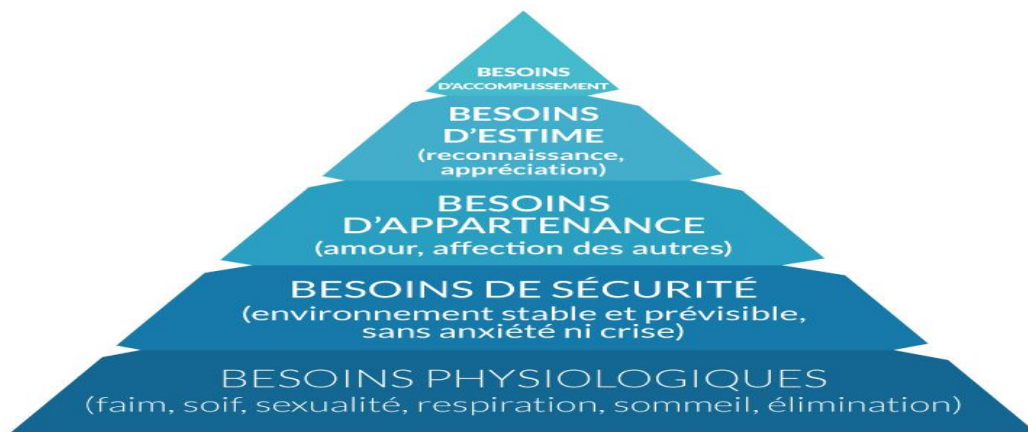 BESOINS
D'ACCOMPLISSEMENT
BESOINS
D'ESTIME
(reconnaissance,
appréciation)
BESOINS
D'APPARTENANCE
(amour, affection des autres)
BESOINS DE SÉCURITÉ
(environnement stable et prévisible,
sans anxiété ni crise)
BESOINS PHYSIOLOGIQUES
(faim, soif, sexualité, respiration, sommeil, élimination)